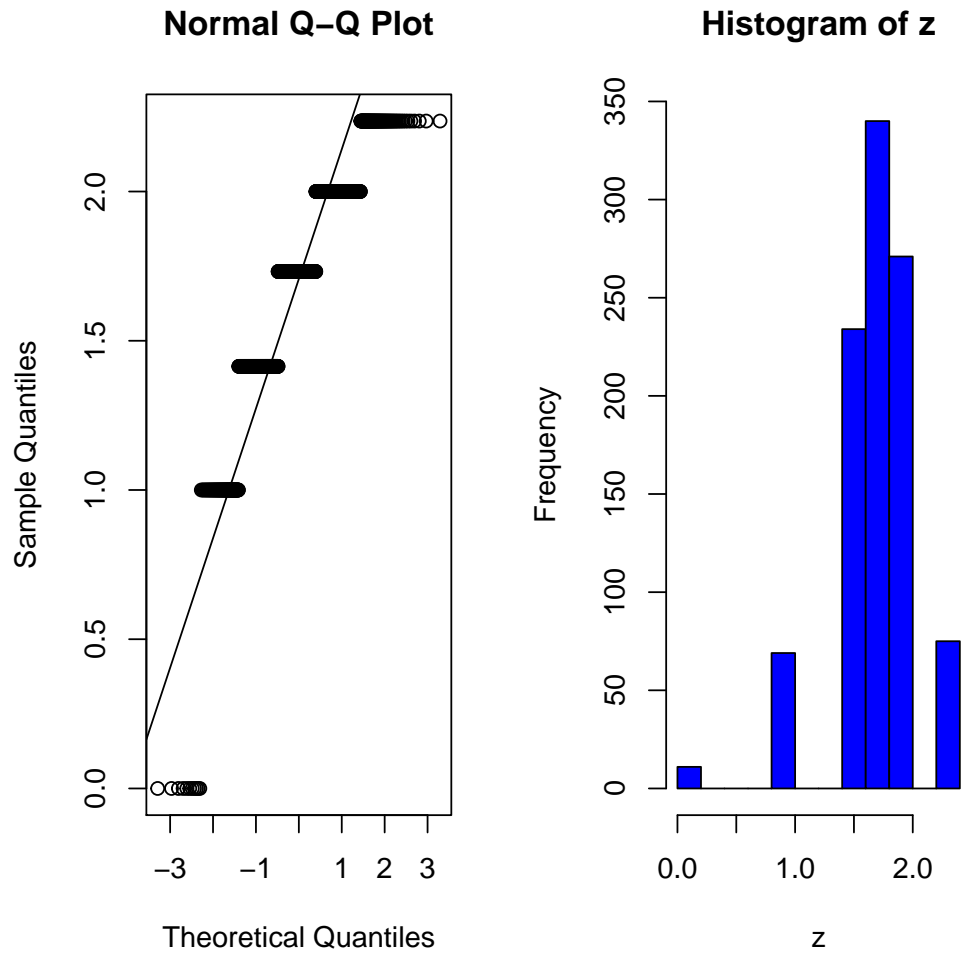 Normal Q−Q Plot
Sample Quantiles
2.0
1.5
1.0
0.5
0.0
−3 −1 1 2 3
Theoretical Quantiles
Histogram of z
Frequency
350
300
250
200
150
100
50
0
0.0 1.0 2.0
z